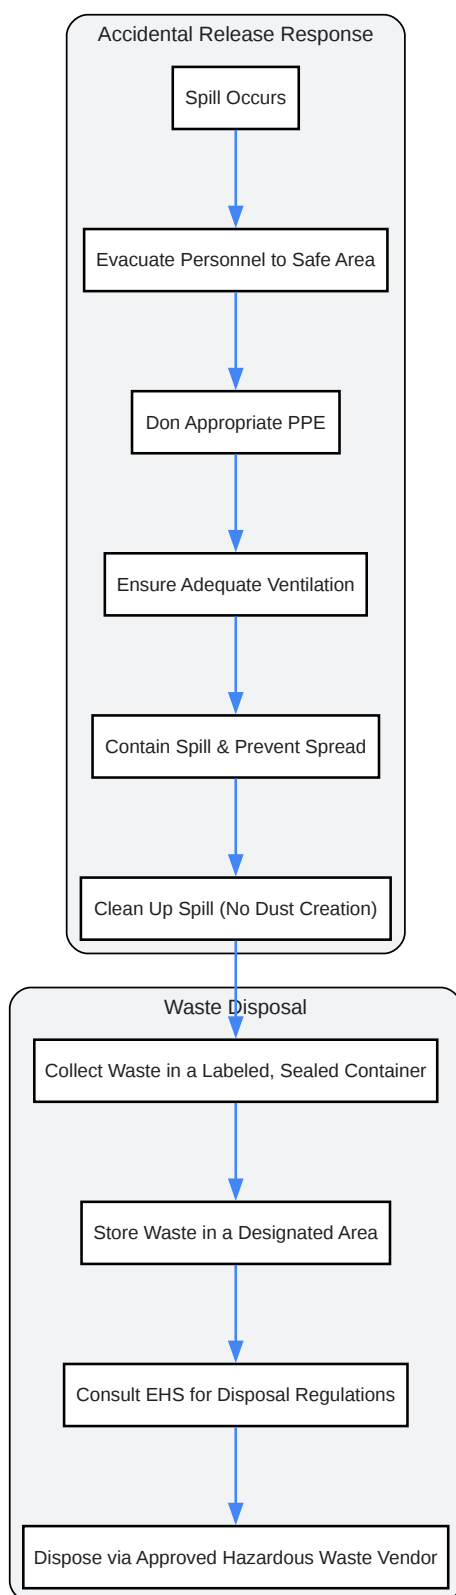 Accidental Release Response
Spill Occurs
Evacuate Personnel to Safe Area
Don Appropriate PPE
Ensure Adequate Ventilation
Contain Spill & Prevent Spread
Clean Up Spill (No Dust Creation)
Waste Disposal
Collect Waste in a Labeled, Sealed Container
Store Waste in a Designated Area
Consult EHS for Disposal Regulations
Dispose via Approved Hazardous Waste Vendor